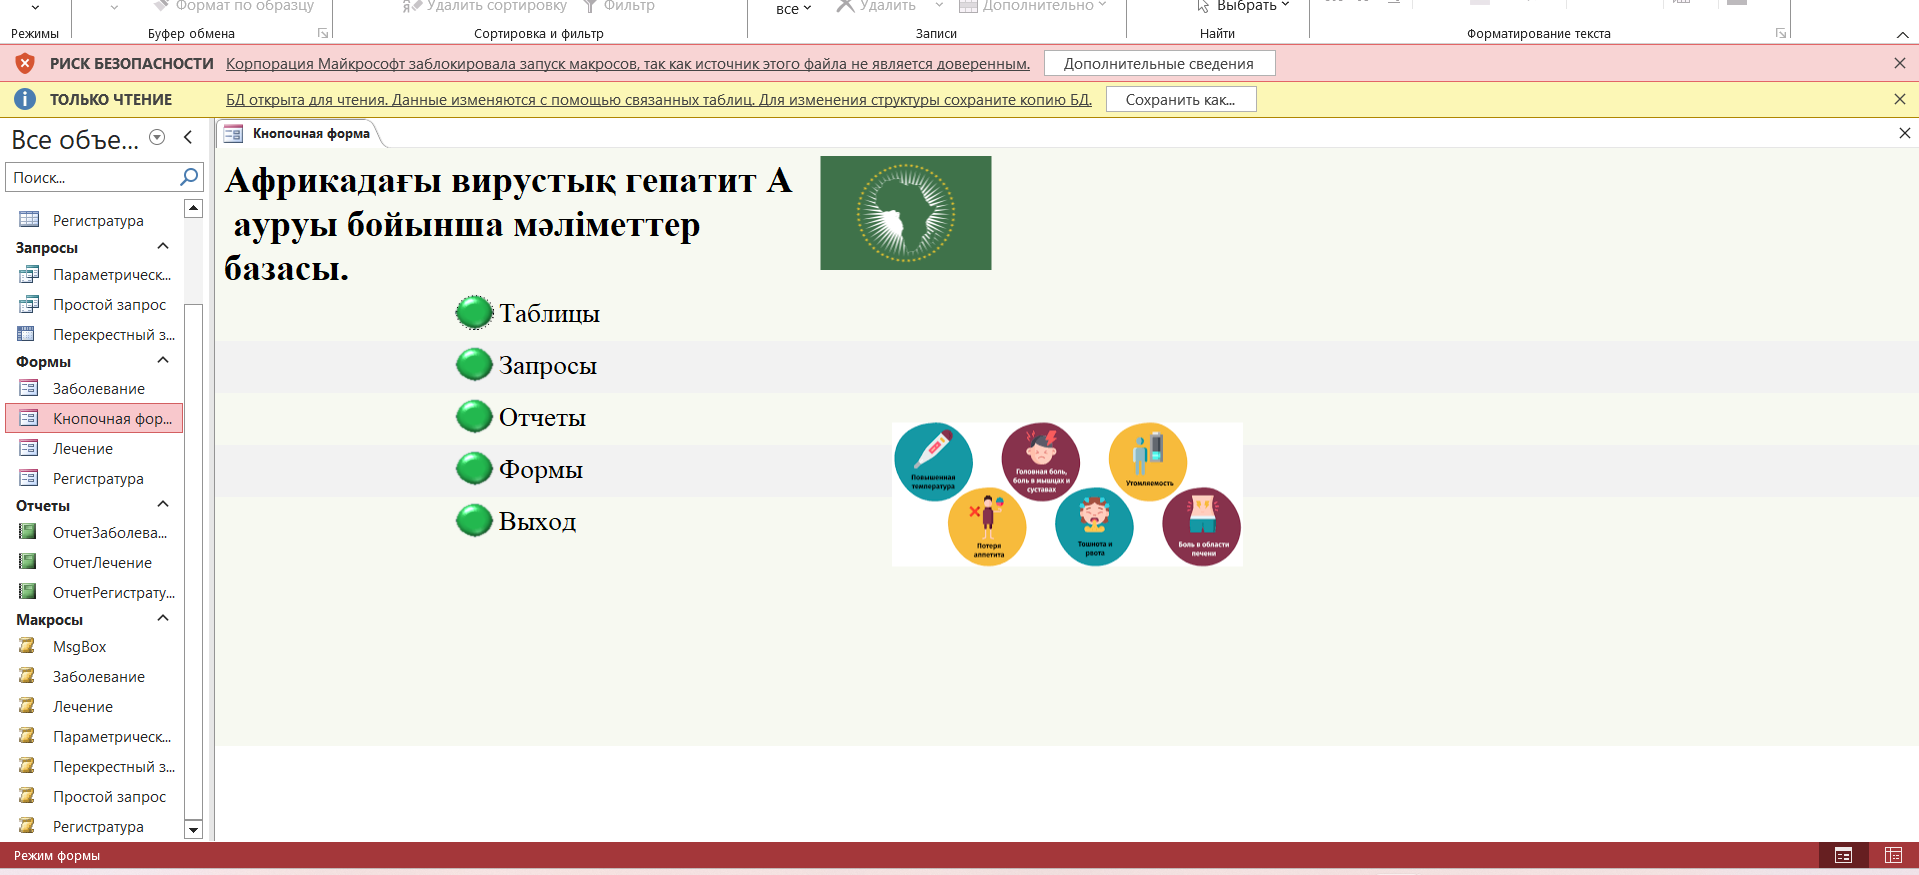 Формат по образцу
Удалить сортировку
Фильтр
все
Удалить
Дополнительно
Выбрать
Режимы
Буфер обмена
Сортировка и фильтр
Записи
Найти
Форматирование текста
РИСК БЕЗОПАСНОСТИ Корпорация Майкрософт заблокировала запуск макросов, так как источник этого файла не является доверенным. Дополнительные сведения
ТОЛЬКО ЧТЕНИЕ БД открыта для чтения. Данные изменяются с помощью связанных таблиц. Для изменения структуры сохраните копию БД. Сохранить как...
Все объе...
Поиск...
Регистратура
Запросы
Параметрическ...
Простой запрос
Перекрестный з...
Формы
Заболевание
Кнопочная фор...
Лечение
Регистратура
Отчеты
ОтчетЗаболева...
ОтчетЛечение
ОтчетРегистрату...
Макросы
MsgBox
Заболевание
Лечение
Параметрическ...
Перекрестный з...
Простой запрос
Регистратура
Кнопочная форма
Африкадағы вирустық гепатит А
ауруы бойынша мәліметтер
базасы.
Таблицы
Запросы
Отчеты
Формы
Выход
Повышенная
температура
Головная боль,
боль в мышцах и
суставах
Утомляемость
Потеря
аппетита
Тошнота и
рвота
Боль в области
печени
Режим формы